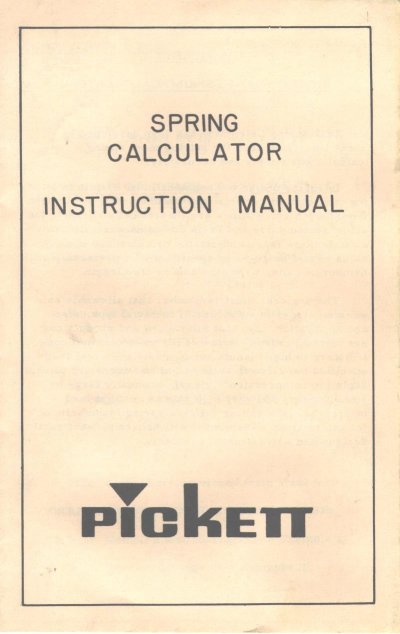 SPRING
CALCULATOR
INSTRUCTION MANUAL
PICKETT